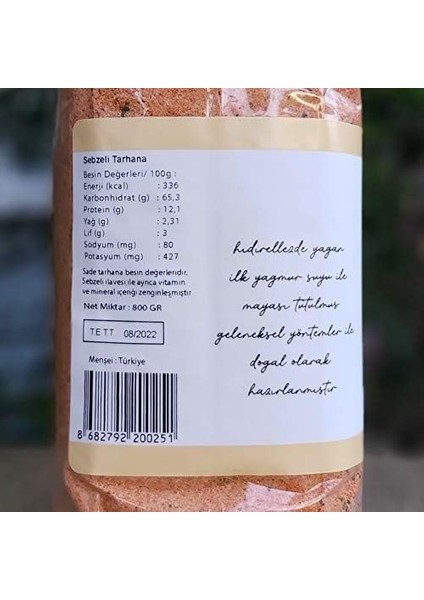 Sebzeli Tarhana
Besin Değerleri/ 100g :
Enerji (kcal) : 336
Karbonhidrat (g) : 65,3
Protein (g) : 12,1
Yağ (g) : 2,31
Lif (g) : 3
Sodyum (mg) : 80
Potasyum (mg) : 427
Sade tarhana besin değerleridir.
Sebzeli ilavesi ile ayrıca vitamin
ve mineral içeriği zenginleşmiştir
Net Miktar : 800 GR
TETT 08/2022
Menşei : Türkiye
8 682792 200251
hıdırellezde yağan
ilk yağmur suyu ile
mayası tutulmuş
geleneksel yöntemler ile
doğal olarak
hazırlanmıştır